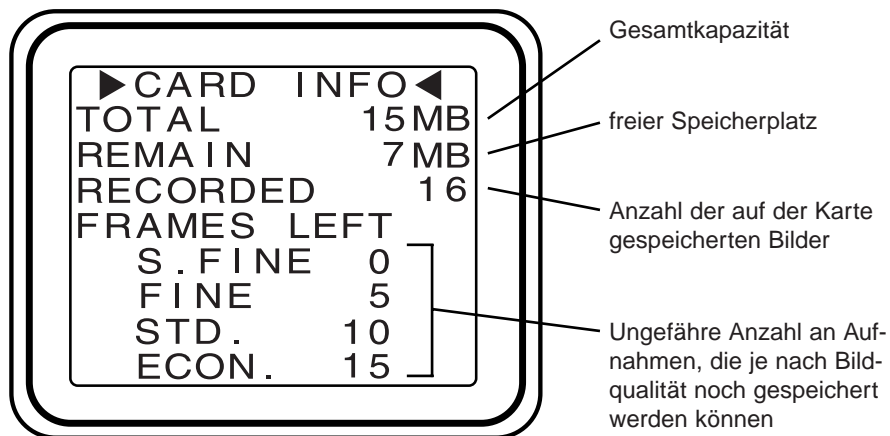 ▶CARD INFO◀
TOTAL 15MB
REMAIN 7MB
RECORDED 16
FRAMES LEFT
S.FINE 0
FINE 5
STD. 10
ECON. 15
Gesamtkapazität
freier Speicherplatz
Anzahl der auf der Karte
gespeicherten Bilder
Ungefähre Anzahl an Auf-
nahmen, die je nach Bild-
qualität noch gespeichert
werden können